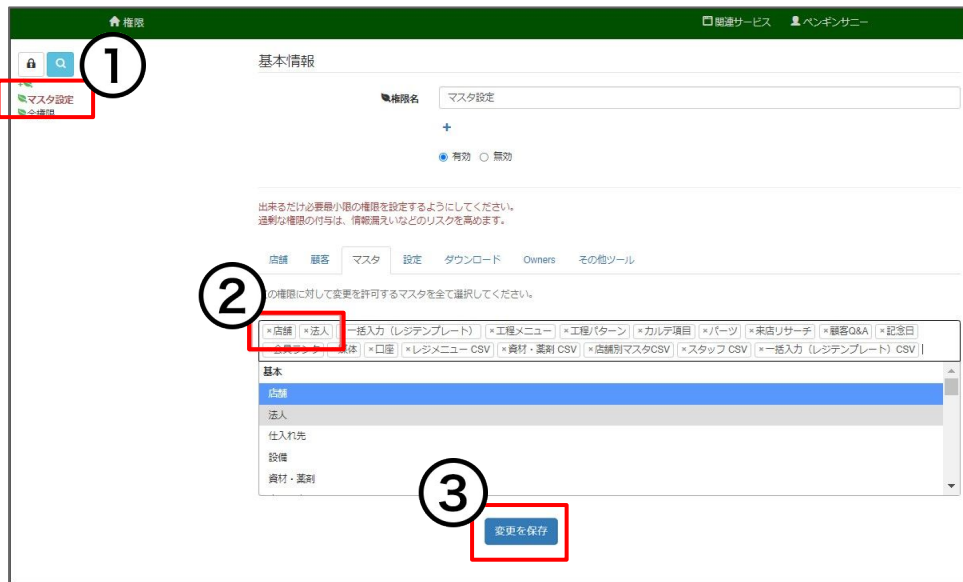 権限 関連サービス ペンギンサニー
①
マスタ設定
全権限
基本情報
権限名 マスタ設定
+
有効 無効
出来るだけ必要最小限の権限を設定するようにしてください。
過剰な権限の付与は、情報漏えいなどのリスクを高めます。
店舗 顧客 マスタ 設定 ダウンロード Owners その他ツール
②
の権限に対して変更を許可するマスタを全て選択してください。
×店舗 ×法人 一括入力（レジテンプレート） ×工程メニュー ×工程パターン ×カルテ項目 ×パーツ ×来店リサーチ ×顧客Q&A ×記念日
会員ランク 媒体 ×口座 ×レジメニュー CSV ×資材・薬剤 CSV ×店舗別マスタCSV ×スタッフ CSV ×一括入力（レジテンプレート）CSV
基本
店舗
法人
仕入れ先
設備
資材・薬剤
③
変更を保存